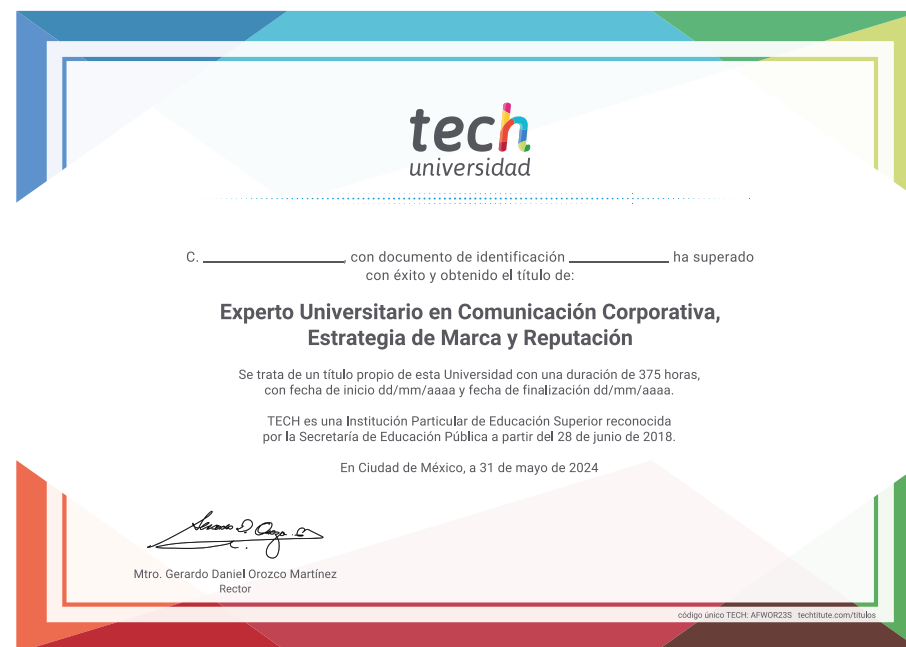 tech
universidad
C. ____________, con documento de identificación ____________ ha superado
con éxito y obtenido el título de:
Experto Universitario en Comunicación Corporativa,
Estrategia de Marca y Reputación
Se trata de un título propio de esta Universidad con una duración de 375 horas,
con fecha de inicio dd/mm/aaaa y fecha de finalización dd/mm/aaaa.
TECH es una Institución Particular de Educación Superior reconocida
por la Secretaría de Educación Pública a partir del 28 de junio de 2018.
En Ciudad de México, a 31 de mayo de 2024
Mtro. Gerardo Daniel Orozco Martínez
Rector
código único TECH: AFWOR23S techtitute.com/titulos